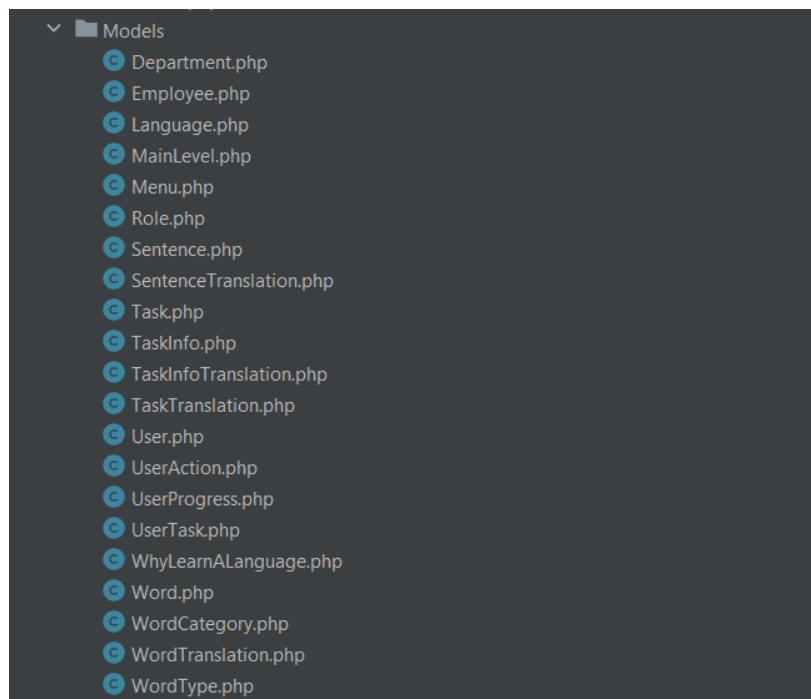 Models
Department.php
Employee.php
Language.php
MainLevel.php
Menu.php
Role.php
Sentence.php
SentenceTranslation.php
Task.php
TaskInfo.php
TaskInfoTranslation.php
TaskTranslation.php
User.php
UserAction.php
UserProgress.php
UserTask.php
WhyLearnALanguage.php
Word.php
WordCategory.php
WordTranslation.php
WordType.php